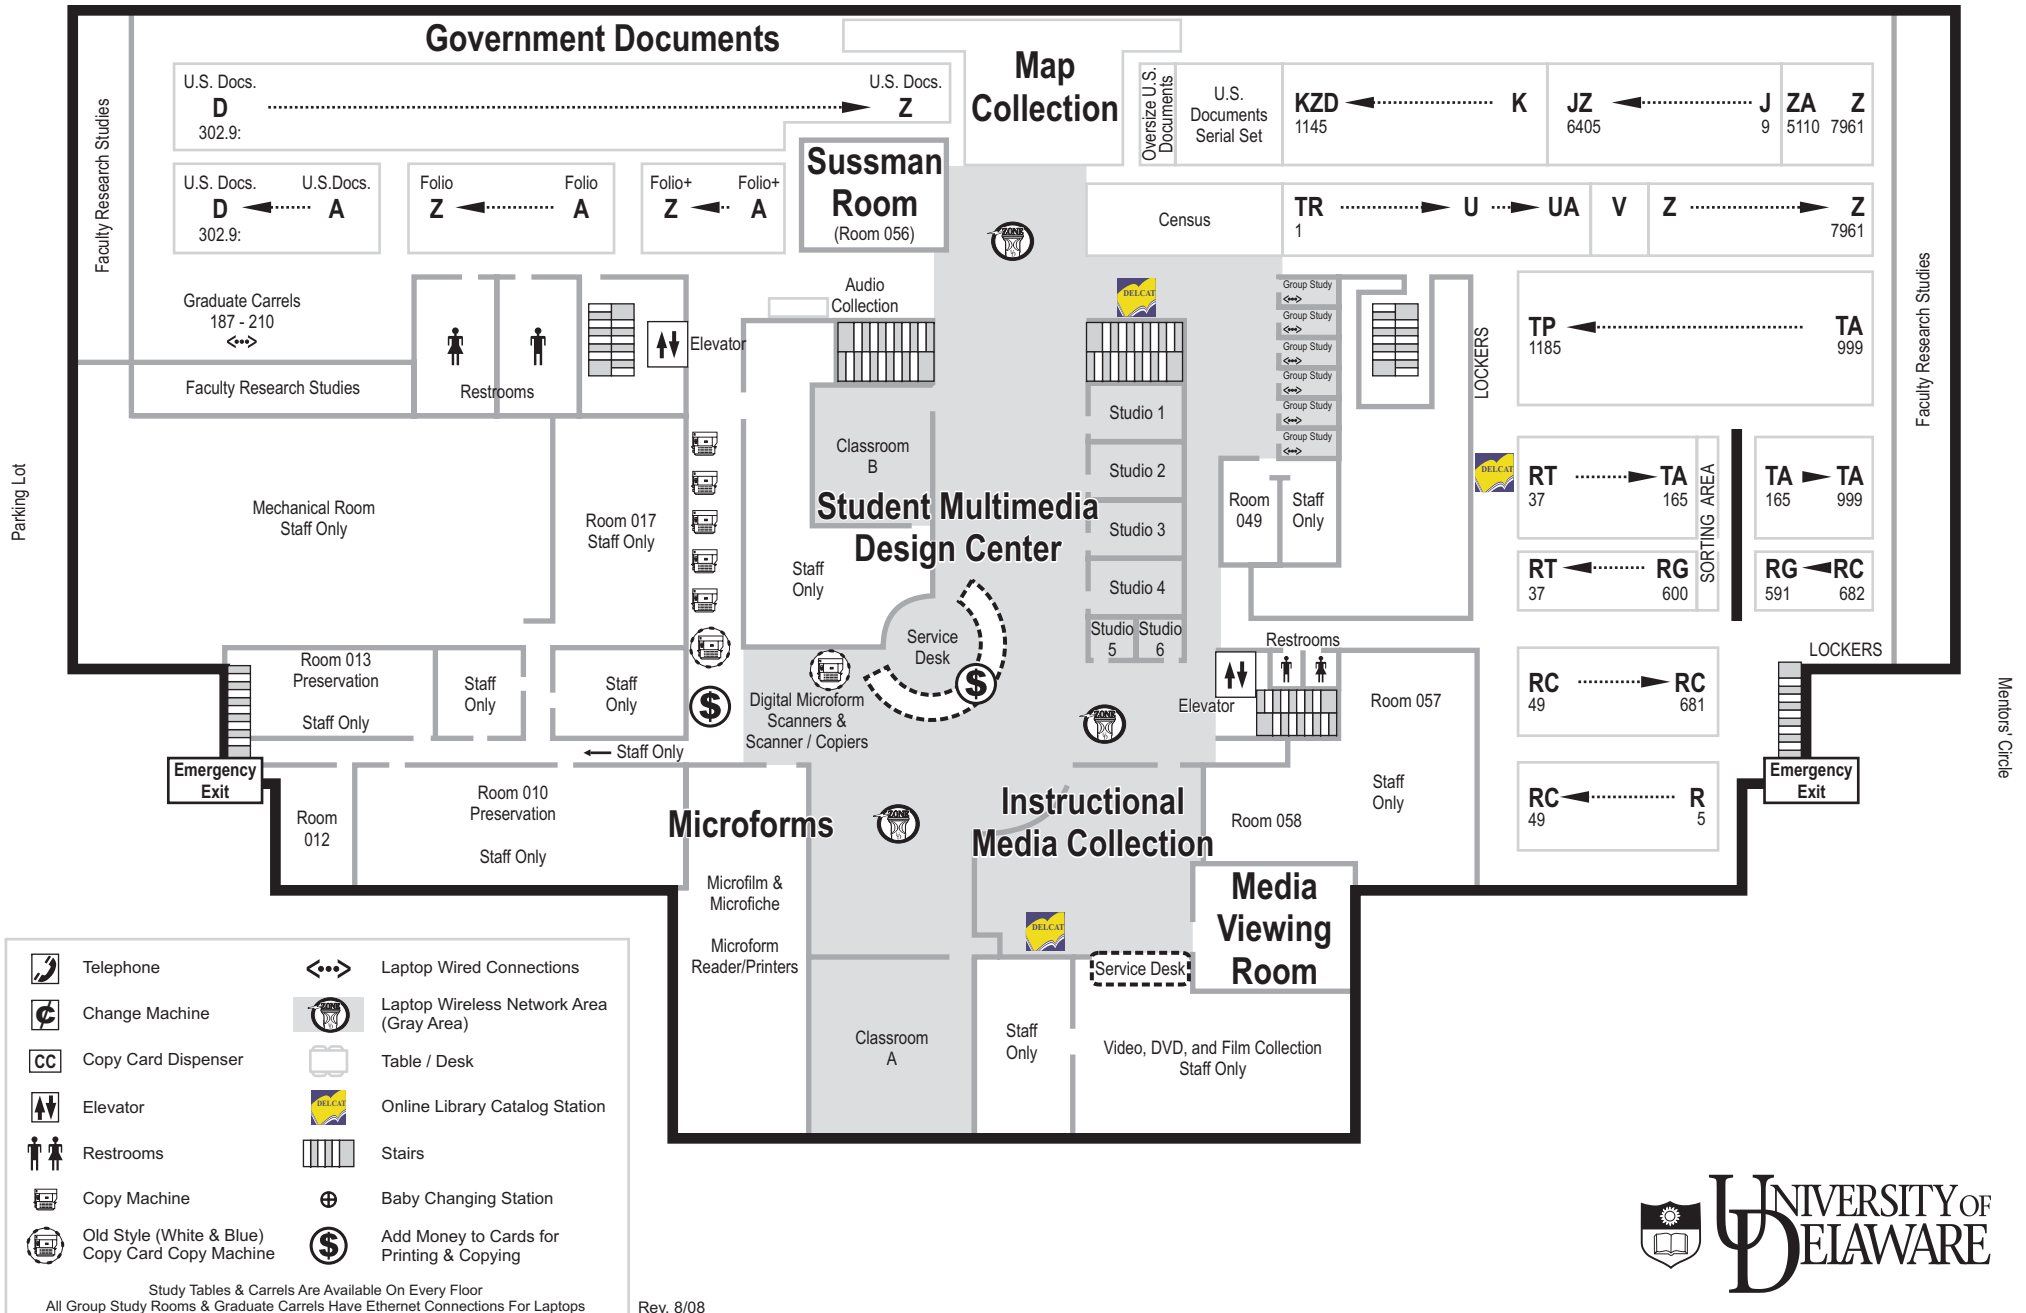 Government Documents
Map
Collection
U.S. Docs.
D
302.9:
U.S. Docs.
Z
Oversize U.S.
Documents
U.S.
Documents
Serial Set
KZD
1145
K
JZ
6405
J
9
ZA
5110
Z
7961
Faculty Research Studies
U.S. Docs.
D
302.9:
U.S.Docs.
A
Folio
Z
Folio
A
Folio+
Z
Folio+
A
Sussman
Room
(Room 056)
ZONE
Census
TR
1
U
UA
V
Z
Z
7961
Faculty Research Studies
Graduate Carrels
187 - 210
Audio
Collection
DELCAT
Group Study
Group Study
Group Study
Group Study
Group Study
Group Study
LOCKERS
TP
1185
TA
999
Elevator
Faculty Research Studies
Restrooms
Classroom
B
Studio 1
Studio 2
Studio 3
Studio 4
Studio
5
Studio
6
Student Multimedia
Design Center
Parking Lot
Mechanical Room
Staff Only
Room 017
Staff Only
Staff
Only
Room
049
Staff
Only
DELCAT
RT
37
TA
165
SORTING AREA
TA
165
TA
999
RT
37
RG
600
RG
591
RC
682
Service
Desk
$
Restrooms
LOCKERS
Room 013
Preservation
Staff Only
Staff
Only
Staff
Only
$
Digital Microform
Scanners &
Scanner / Copiers
ZONE
Elevator
Room 057
RC
49
RC
681
Mentors' Circle
Staff Only
Emergency
Exit
Room
012
Room 010
Preservation
Staff Only
Microforms
ZONE
Instructional
Media Collection
Room 058
Staff
Only
RC
49
R
5
Emergency
Exit
Microfilm &
Microfiche
Microform
Reader/Printers
DELCAT
Service Desk
Media
Viewing
Room
Classroom
A
Staff
Only
Video, DVD, and Film Collection
Staff Only
Telephone
Change Machine
CC
Copy Card Dispenser
Elevator
Restrooms
Copy Machine
Old Style (White & Blue)
Copy Card Copy Machine
Laptop Wired Connections
ZONE
Laptop Wireless Network Area
(Gray Area)
Table / Desk
DELCAT
Online Library Catalog Station
Stairs
Baby Changing Station
$
Add Money to Cards for
Printing & Copying
Study Tables & Carrels Are Available On Every Floor
All Group Study Rooms & Graduate Carrels Have Ethernet Connections For Laptops
Rev. 8/08
UNIVERSITY OF
DELAWARE